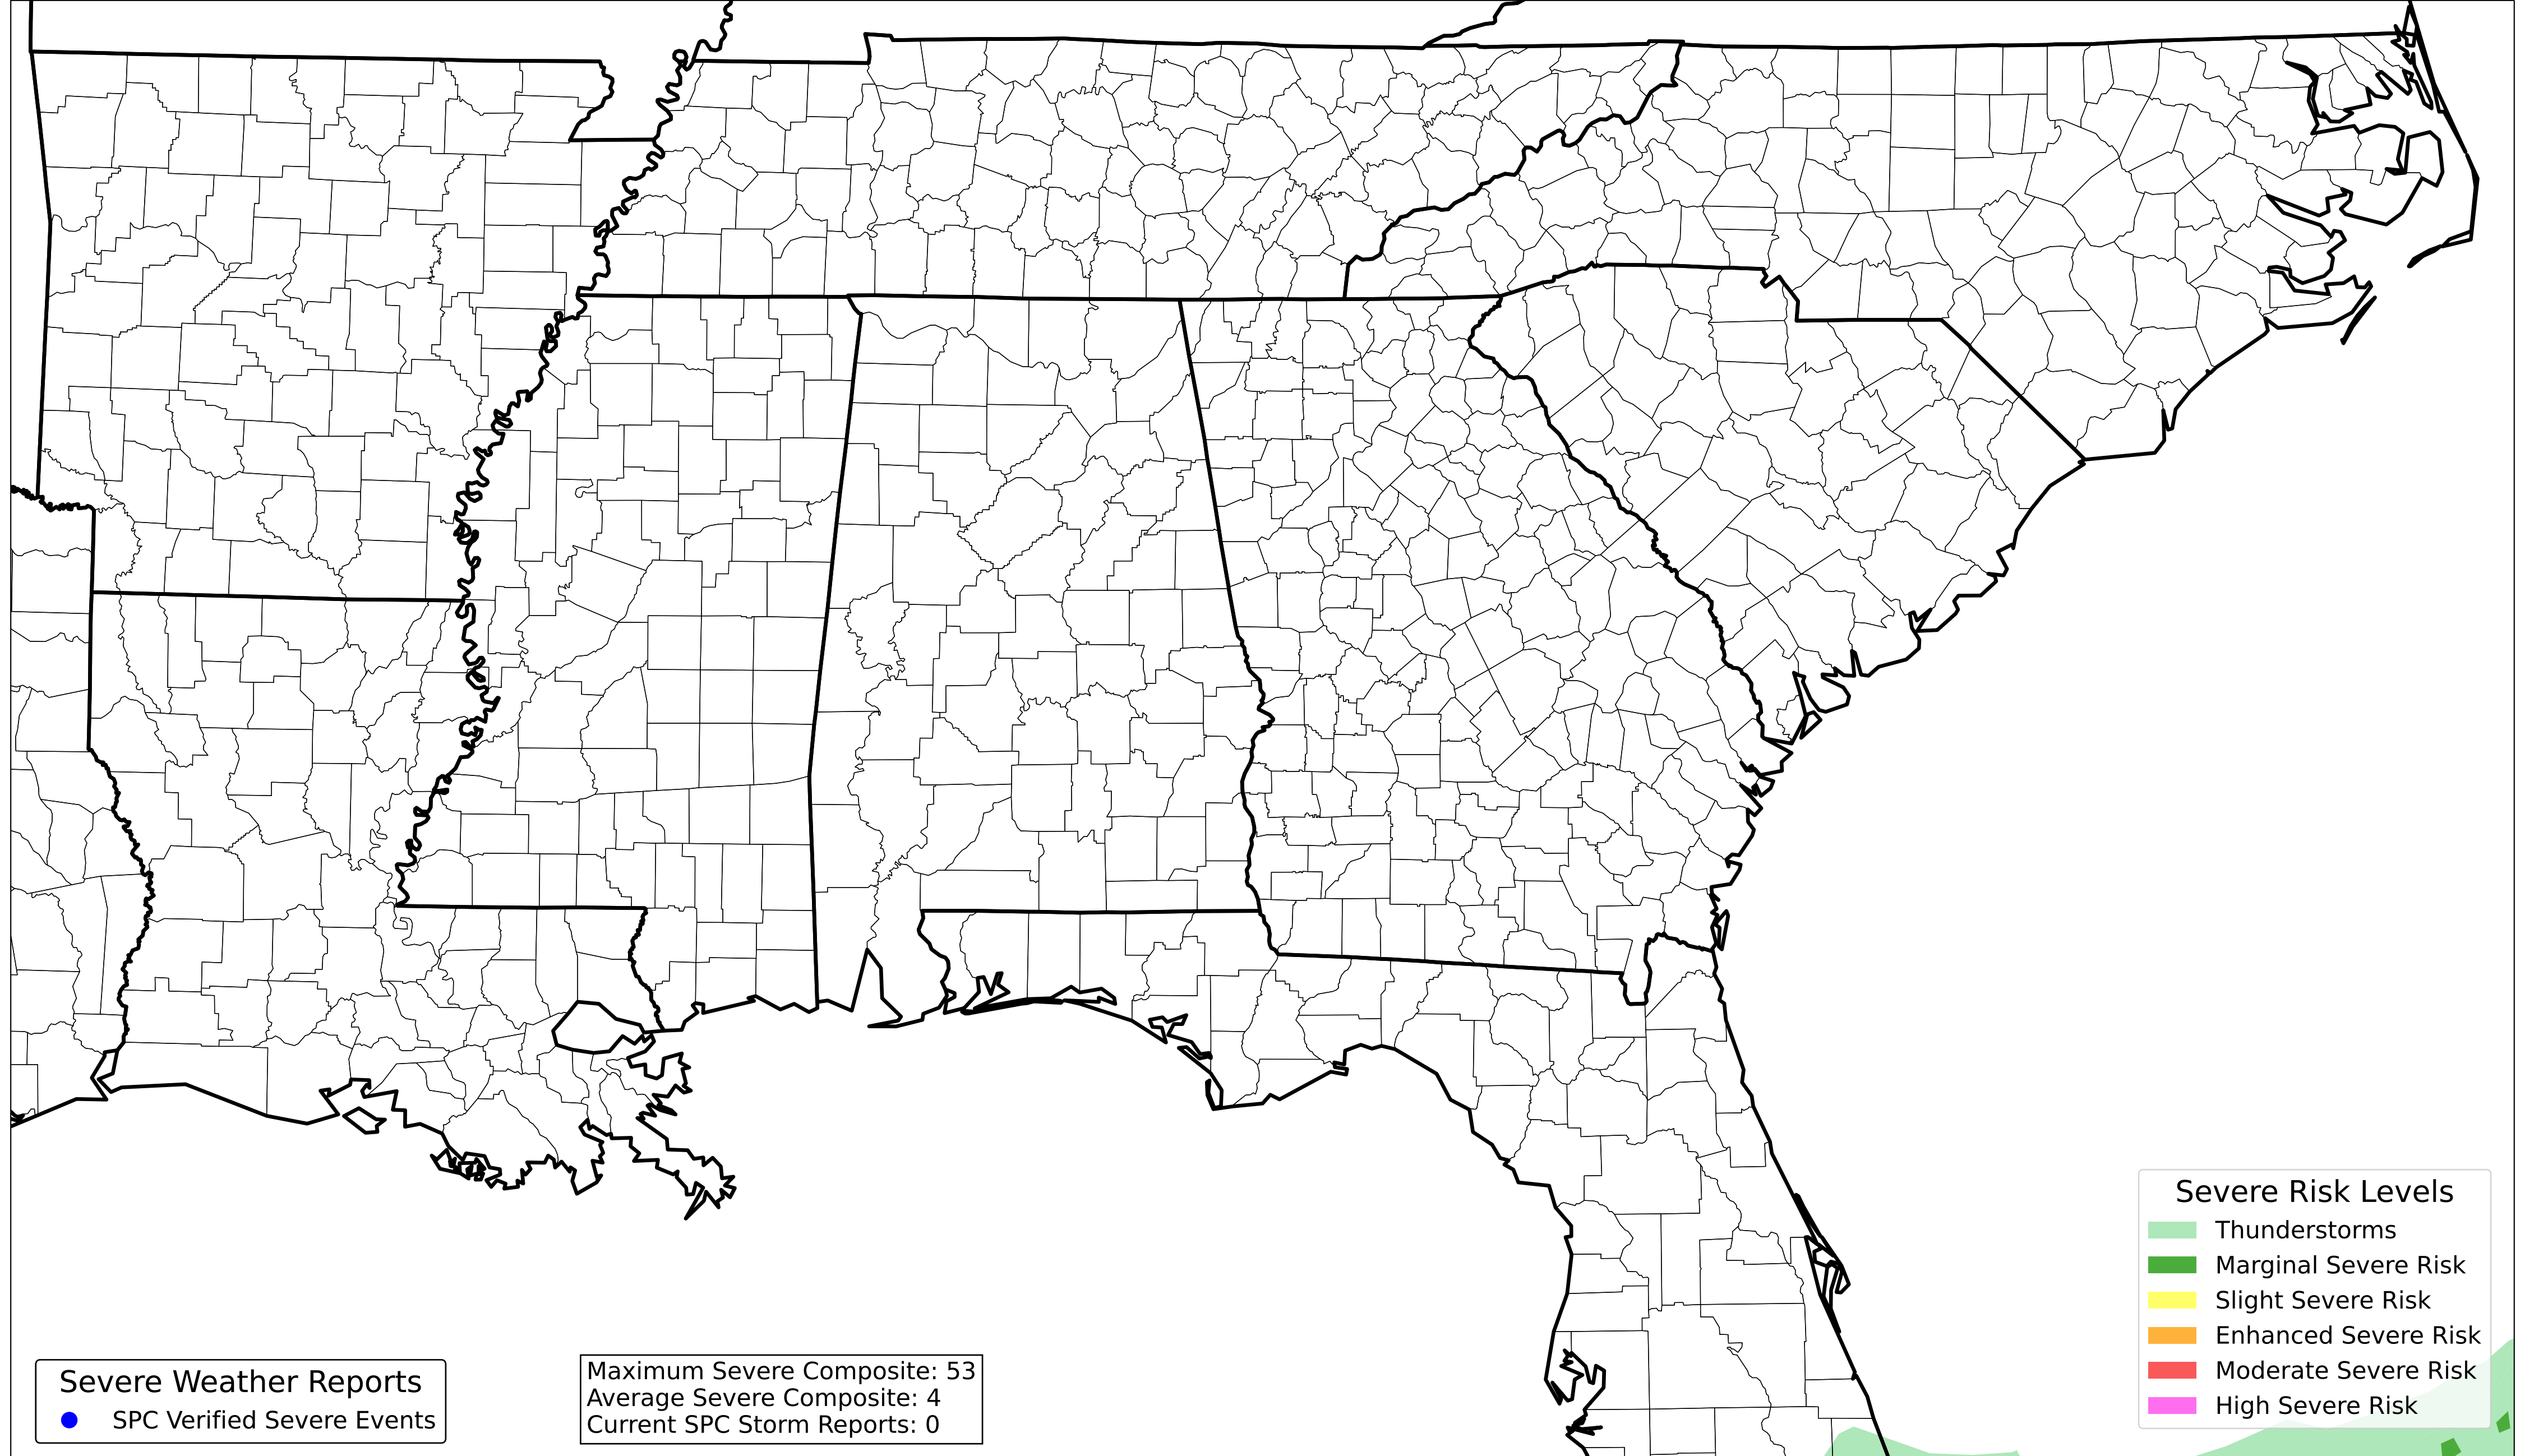 Severe Risk Levels
Thunderstorms
Marginal Severe Risk
Slight Severe Risk
Enhanced Severe Risk
Moderate Severe Risk
High Severe Risk
Severe Weather Reports
SPC Verified Severe Events
Maximum Severe Composite: 53
Average Severe Composite: 4
Current SPC Storm Reports: 0